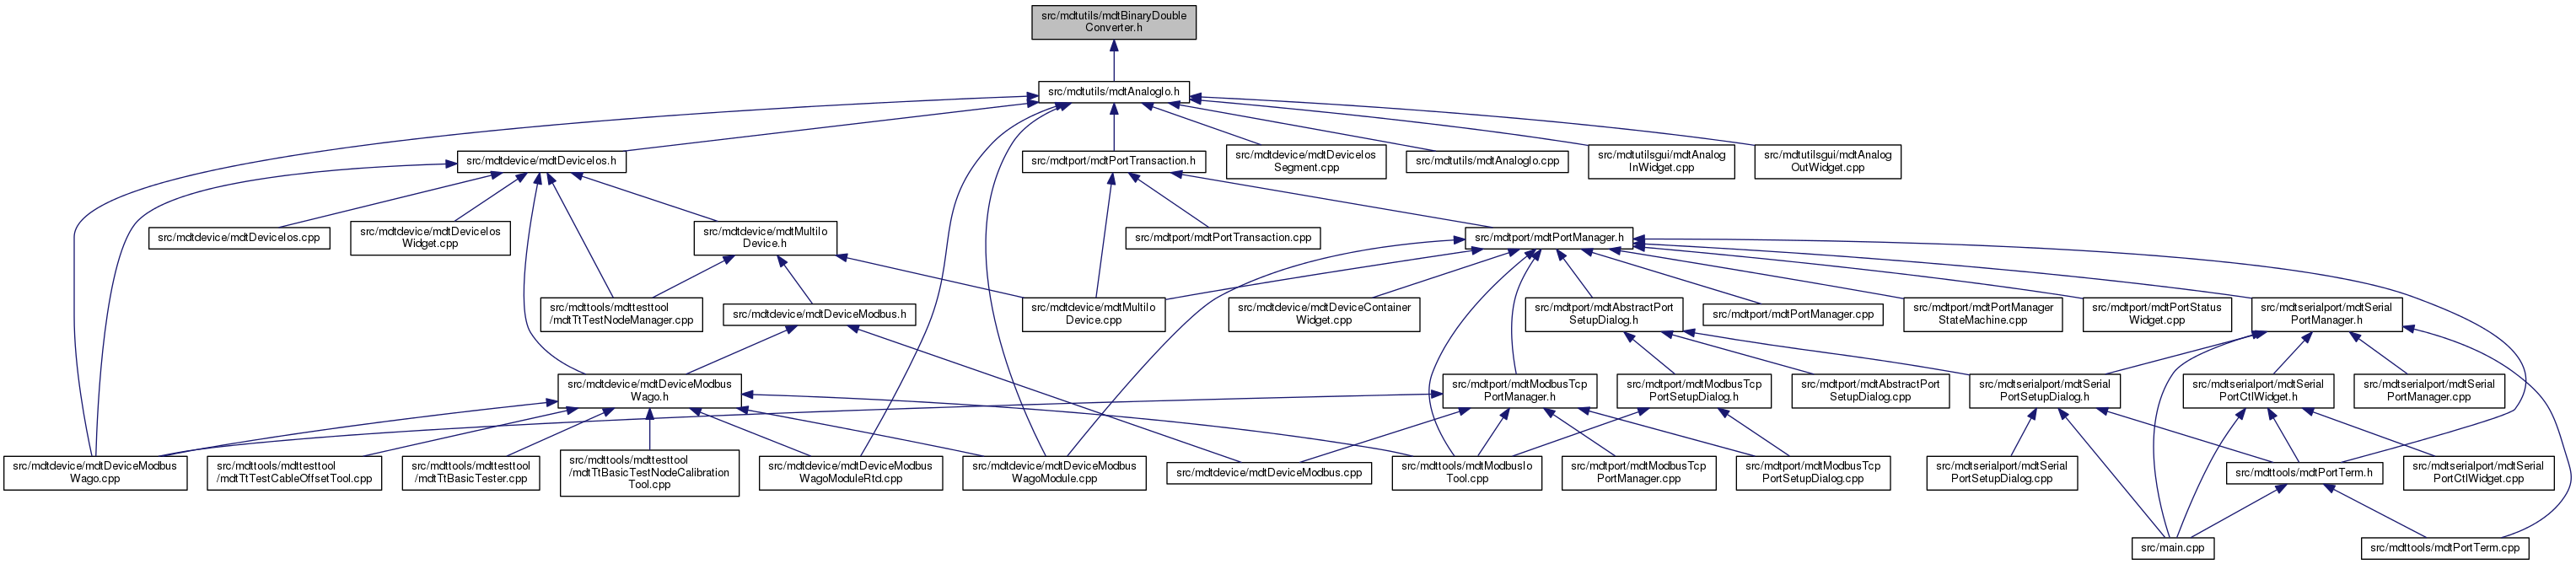 src/mdtutils/mdtBinaryDouble
Converter.h
src/mdtutils/mdtAnalogIo.h
src/mdtdevice/mdtDeviceIos.h
src/mdtport/mdtPortTransaction.h
src/mdtdevice/mdtDeviceIos
Segment.cpp
src/mdtutils/mdtAnalogIo.cpp
src/mdtutilsgui/mdtAnalog
InWidget.cpp
src/mdtutilsgui/mdtAnalog
OutWidget.cpp
src/mdtdevice/mdtDeviceIos.cpp
src/mdtdevice/mdtDeviceIos
Widget.cpp
src/mdtdevice/mdtMultiIo
Device.h
src/mdtport/mdtPortTransaction.cpp
src/mdtport/mdtPortManager.h
src/mdttools/mdttesttool
/mdtTtTestNodeManager.cpp
src/mdtdevice/mdtDeviceModbus.h
src/mdtdevice/mdtMultiIo
Device.cpp
src/mdtdevice/mdtDeviceContainer
Widget.cpp
src/mdtport/mdtAbstractPort
SetupDialog.h
src/mdtport/mdtPortManager.cpp
src/mdtport/mdtPortManager
StateMachine.cpp
src/mdtport/mdtPortStatus
Widget.cpp
src/mdtserialport/mdtSerial
PortManager.h
src/mdtdevice/mdtDeviceModbus
Wago.h
src/mdtport/mdtModbusTcp
PortManager.h
src/mdtport/mdtModbusTcp
PortSetupDialog.h
src/mdtport/mdtAbstractPort
SetupDialog.cpp
src/mdtserialport/mdtSerial
PortSetupDialog.h
src/mdtserialport/mdtSerial
PortCtlWidget.h
src/mdtserialport/mdtSerial
PortManager.cpp
src/mdtdevice/mdtDeviceModbus
Wago.cpp
src/mdttools/mdttesttool
/mdtTtTestCableOffsetTool.cpp
src/mdttools/mdttesttool
/mdtTtBasicTester.cpp
src/mdttools/mdttesttool
/mdtTtBasicTestNodeCalibration
Tool.cpp
src/mdtdevice/mdtDeviceModbus
WagoModuleRtd.cpp
src/mdtdevice/mdtDeviceModbus
WagoModule.cpp
src/mdtdevice/mdtDeviceModbus.cpp
src/mdttools/mdtModbusIo
Tool.cpp
src/mdtport/mdtModbusTcp
PortManager.cpp
src/mdtport/mdtModbusTcp
PortSetupDialog.cpp
src/mdtserialport/mdtSerial
PortSetupDialog.cpp
src/mdttools/mdtPortTerm.h
src/mdtserialport/mdtSerial
PortCtlWidget.cpp
src/main.cpp
src/mdttools/mdtPortTerm.cpp